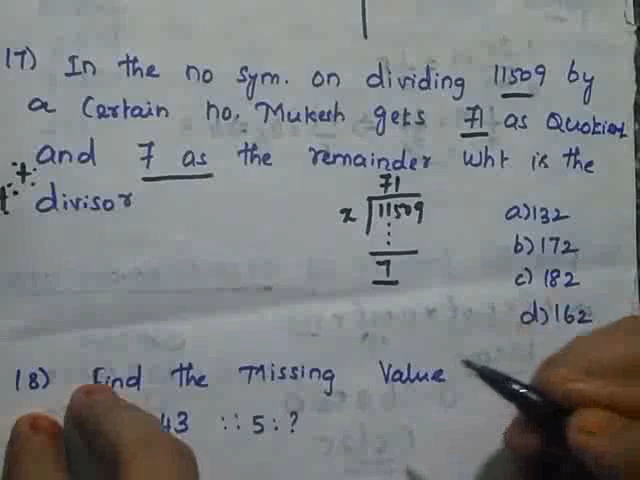 17) In the no sym. on dividing 11509 by
a Certain no. Mukesh gets 71 as Quotient
and 7 as the remainder Wht is the
divisor
71
x 11509
7
a) 132
b) 172
c) 182
d) 162
18) Find the Missing Value
43 :: 5 : ?